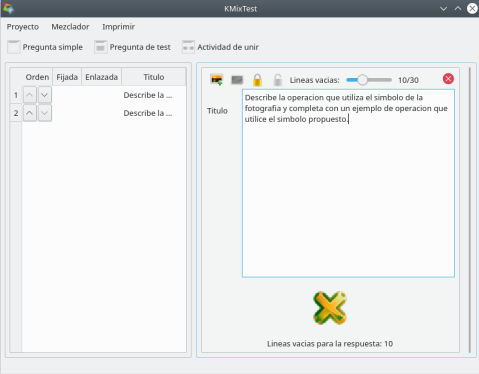 KMixTest
Proyecto Mezclador Imprimir
Pregunta simple Pregunta de test Actividad de unir
Orden Fijada Enlazada Titulo
1 Describe la ...
2 Describe la ...
Lineas vacias: 10/30
Titulo
Describe la operacion que utiliza el simbolo de la
fotografia y completa con un ejemplo de operacion que
utilice el simbolo propuesto.
Lineas vacias para la respuesta: 10